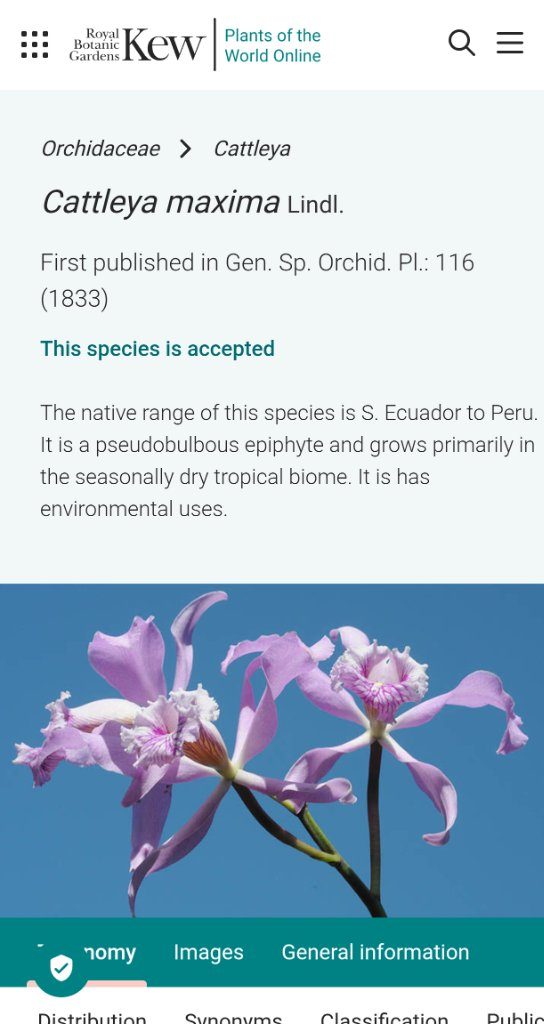 Royal
Botanic
Gardens
Kew
Plants of the
World Online
Orchidaceae
Cattleya
Cattleya maxima Lindl.
First published in Gen. Sp. Orchid. Pl.: 116
(1833)
This species is accepted
The native range of this species is S. Ecuador to Peru.
It is a pseudobulbous epiphyte and grows primarily in
the seasonally dry tropical biome. It is has
environmental uses.
Images
General information
Distribution
Synonyms
Classification